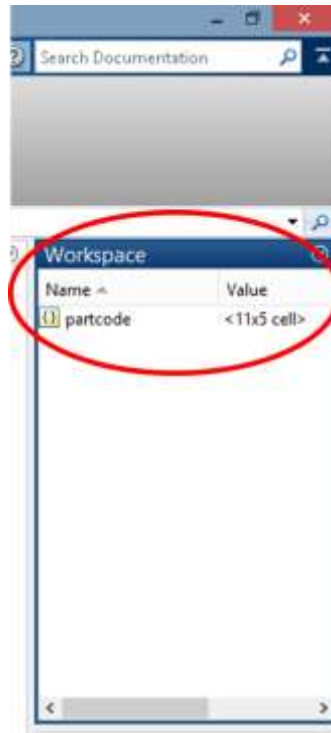 Search Documentation
Workspace
Name Value
partcode <11x5 cell>